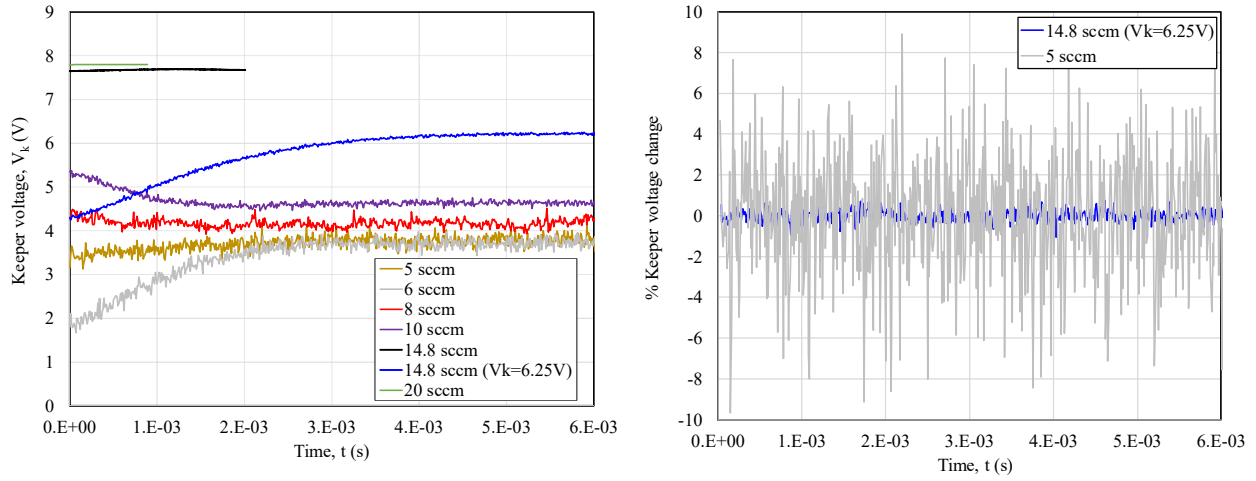 9
8
7
6
5
4
3
2
1
0
Keeper voltage, Vk (V)
5 sccm
6 sccm
8 sccm
10 sccm
14.8 sccm
14.8 sccm (Vk=6.25V)
20 sccm
0.E+00 1.E-03 2.E-03 3.E-03 4.E-03 5.E-03 6.E-03
Time, t (s)
10
8
6
4
2
0
-2
-4
-6
-8
-10
% Keeper voltage change
14.8 sccm (Vk=6.25V)
5 sccm
0.E+00 1.E-03 2.E-03 3.E-03 4.E-03 5.E-03 6.E-03
Time, t (s)